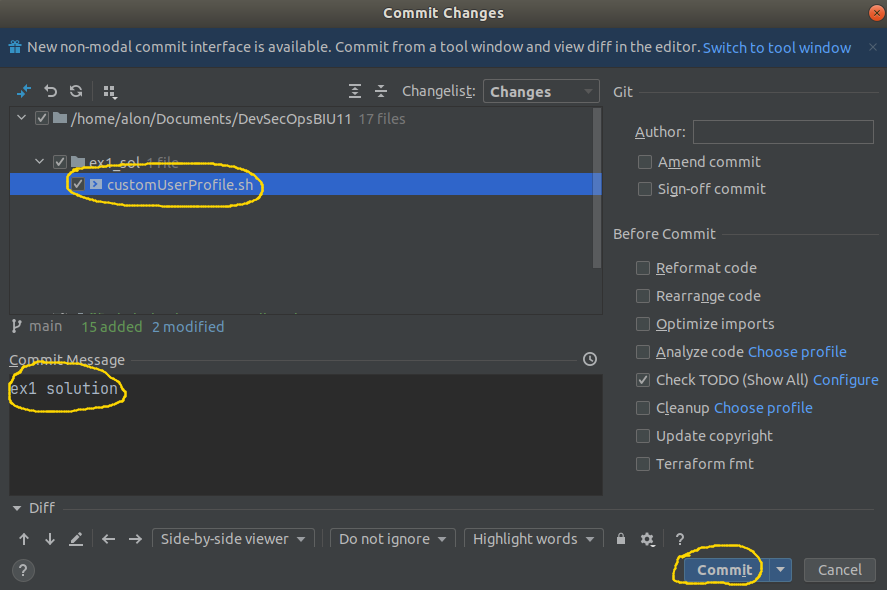 Commit Changes
New non-modal commit interface is available. Commit from a tool window and view diff in the editor. Switch to tool window
Changelist: Changes
/home/alon/Documents/DevSecOpsBIU11 17 files
ex1_sol 1 file
customUserProfile.sh
main 15 added 2 modified
Commit Message
ex1 solution
Git
Author:
Amend commit
Sign-off commit
Before Commit
Reformat code
Rearrange code
Optimize imports
Analyze code Choose profile
Check TODO (Show All) Configure
Cleanup Choose profile
Update copyright
Terraform fmt
Diff
Side-by-side viewer Do not ignore Highlight words ?
? Commit Cancel